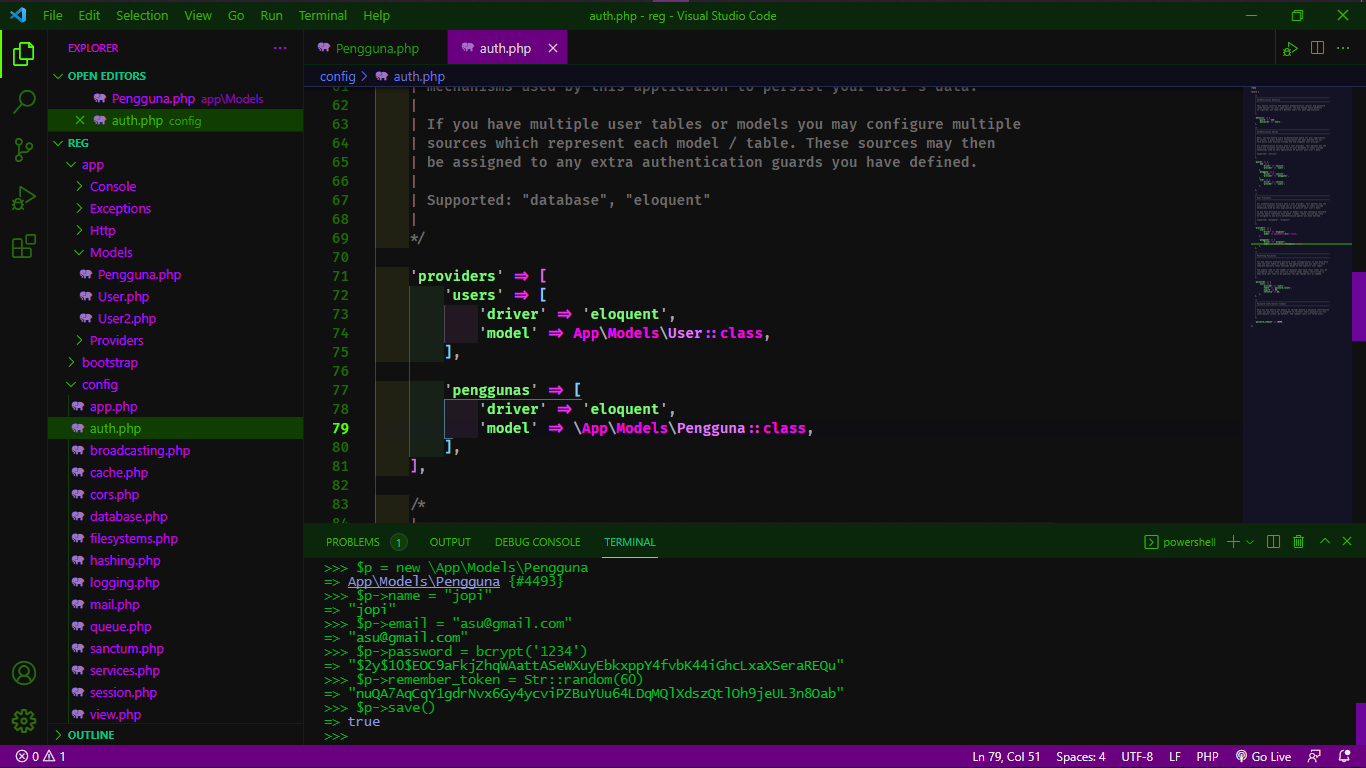 File Edit Selection View Go Run Terminal Help
auth.php - reg - Visual Studio Code
EXPLORER
OPEN EDITORS
Pengguna.php app\Models
auth.php config
REG
app
Console
Exceptions
Http
Models
Pengguna.php
User.php
User2.php
Providers
bootstrap
config
app.php
auth.php
broadcasting.php
cache.php
cors.php
database.php
filesystems.php
hashing.php
logging.php
mail.php
queue.php
sanctum.php
services.php
session.php
view.php
OUTLINE
Pengguna.php auth.php
config > auth.php
61 | mechanisms used by this application to persist your user's data.
62 |
63 | If you have multiple user tables or models you may configure multiple
64 | sources which represent each model / table. These sources may then
65 | be assigned to any extra authentication guards you have defined.
66 |
67 | Supported: "database", "eloquent"
68 |
69 */
70
71 'providers' => [
72 'users' => [
73 'driver' => 'eloquent',
74 'model' => App\Models\User::class,
75 ],
76
77 'penggunas' => [
78 'driver' => 'eloquent',
79 'model' => \App\Models\Pengguna::class,
80 ],
81 ],
82
83 /*
84 |
PROBLEMS 1 OUTPUT DEBUG CONSOLE TERMINAL
powershell
>>> $p = new \App\Models\Pengguna
=> App\Models\Pengguna {#4493}
>>> $p->name = "jopi"
=> "jopi"
>>> $p->email = "asu@gmail.com"
=> "asu@gmail.com"
>>> $p->password = bcrypt('1234')
=> "$2y$10$EOC9aFkjZhqWAattASeWXuyEbkxppY4fvbK44iGhcLxaXSeraREQu"
>>> $p->remember_token = Str::random(60)
=> "nuQA7AqCqY1gdrNvx6Gy4ycviPZBuYUu64LDqMQlXdszQtlOh9jeUL3n8Oab"
>>> $p->save()
=> true
>>>
0 1
Ln 79, Col 51 Spaces: 4 UTF-8 LF PHP Go Live